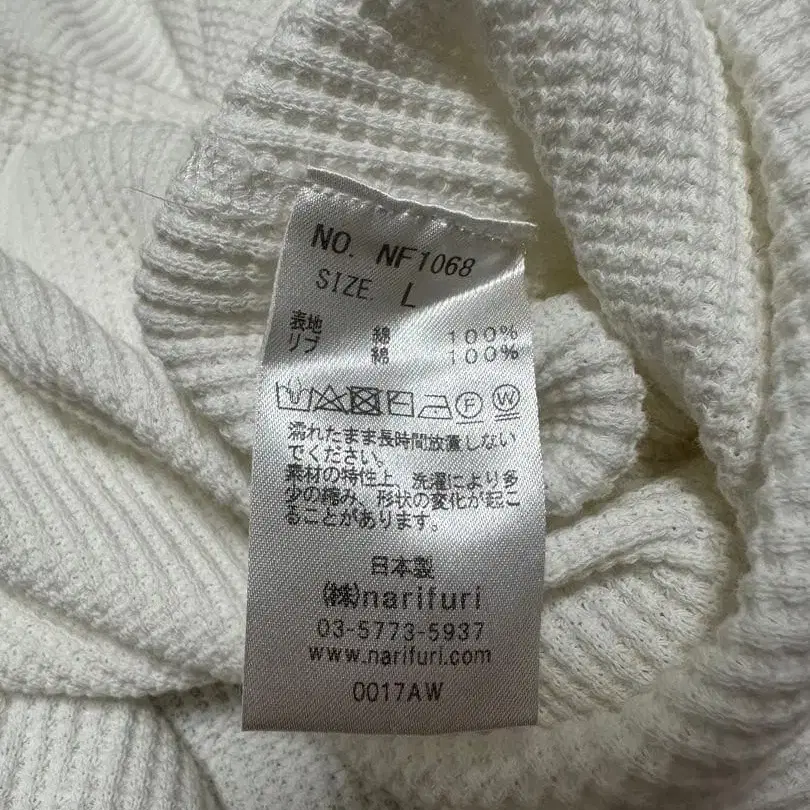 NO. NF1068
SIZE. L
表地 綿 100%
リブ 綿 100%
F W
濡れたまま長時間放置しない
でください。
素材の特性上、洗濯により多
少の縮み、形状の変化が起こ
ることがあります。
日本製
㈱narifuri
03-5773-5937
www.narifuri.com
0017AW